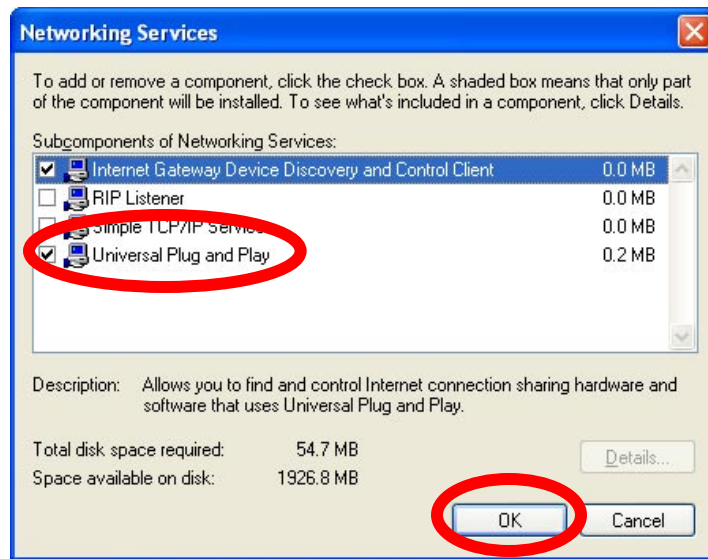 Networking Services
To add or remove a component, click the check box. A shaded box means that only part
of the component will be installed. To see what's included in a component, click Details.
Subcomponents of Networking Services:
Internet Gateway Device Discovery and Control Client 0.0 MB
RIP Listener 0.0 MB
Simple TCP/IP Services 0.0 MB
Universal Plug and Play 0.2 MB
Description: Allows you to find and control Internet connection sharing hardware and
software that uses Universal Plug and Play.
Total disk space required: 54.7 MB
Details...
Space available on disk: 1926.8 MB
OK Cancel